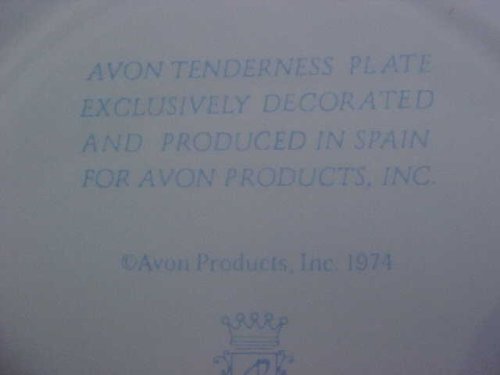 AVON TENDERNESS PLATE
EXCLUSIVELY DECORATED
AND PRODUCED IN SPAIN
FOR AVON PRODUCTS, INC.
©Avon Products, Inc. 1974